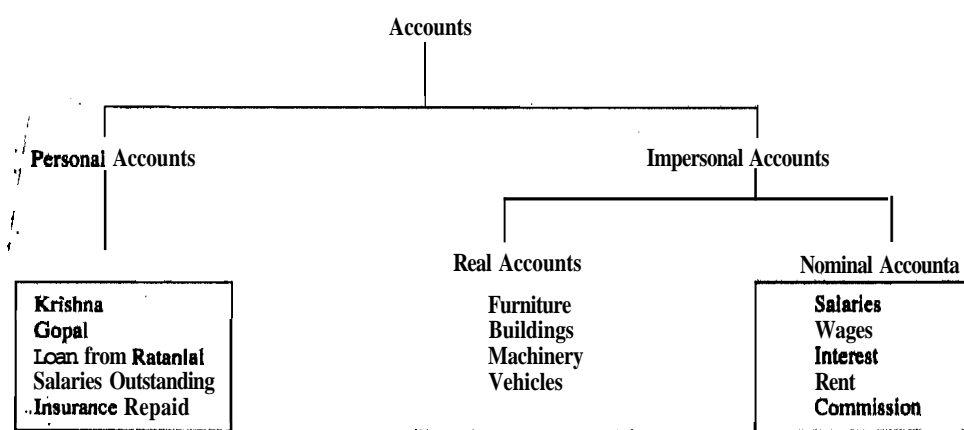 Accounts
Personal Accounts
Impersonal Accounts
Real Accounts
Nominal Accounta
Krishna
Gopal
Loan from Ratanlal
Salaries Outstanding
Insurance Repaid
Furniture
Buildings
Machinery
Vehicles
Salaries
Wages
Interest
Rent
Commission